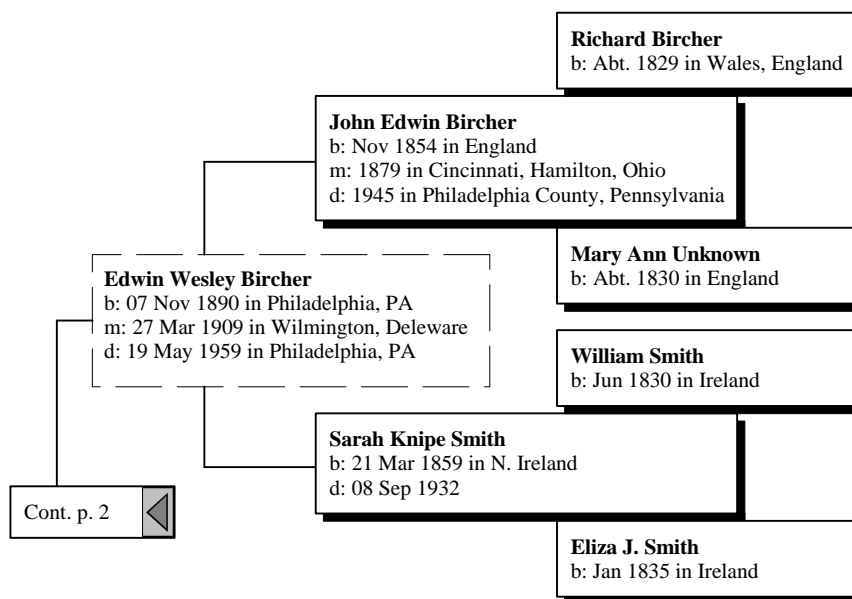 Richard Bircher
b: Abt. 1829 in Wales, England
John Edwin Bircher
b: Nov 1854 in England
m: 1879 in Cincinnati, Hamilton, Ohio
d: 1945 in Philadelphia County, Pennsylvania
Mary Ann Unknown
b: Abt. 1830 in England
Edwin Wesley Bircher
b: 07 Nov 1890 in Philadelphia, PA
m: 27 Mar 1909 in Wilmington, Deleware
d: 19 May 1959 in Philadelphia, PA
William Smith
b: Jun 1830 in Ireland
Sarah Knipe Smith
b: 21 Mar 1859 in N. Ireland
d: 08 Sep 1932
Cont. p. 2
Eliza J. Smith
b: Jan 1835 in Ireland